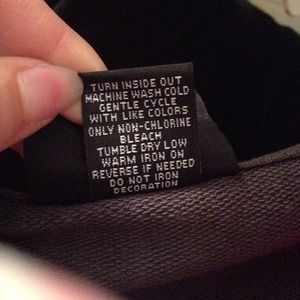 TURN INSIDE OUT
MACHINE WASH COLD
GENTLE CYCLE
WITH LIKE COLORS
ONLY NON-CHLORINE
BLEACH
TUMBLE DRY LOW
WARM IRON ON
REVERSE IF NEEDED
DO NOT IRON
DECORATION